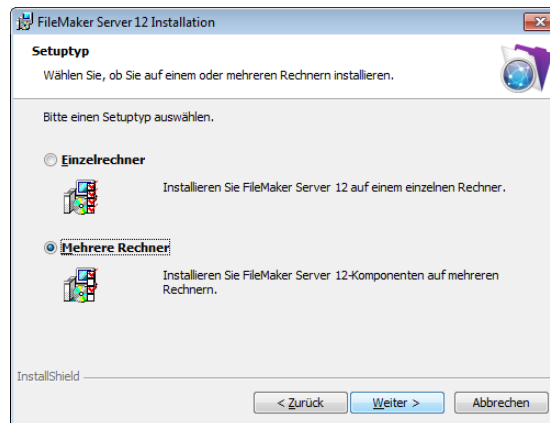 FileMaker Server 12 Installation
Setuptyp
Wählen Sie, ob Sie auf einem oder mehreren Rechnern installieren.
Bitte einen Setuptyp auswählen.
Einzelrechner
Installieren Sie FileMaker Server 12 auf einem einzelnen Rechner.
Mehrere Rechner
Installieren Sie FileMaker Server 12-Komponenten auf mehreren
Rechnern.
InstallShield
< Zurück Weiter > Abbrechen